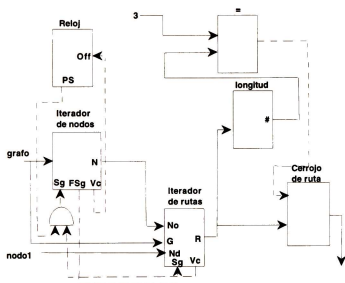 3
=
Reloj
Off
PS
longitud
#
Iterador
de nodos
grafo
N
Sg FSg Vc
Cerrojo
de ruta
Iterador
de rutas
No
G
R
Nd
nodo1
Sg Vc